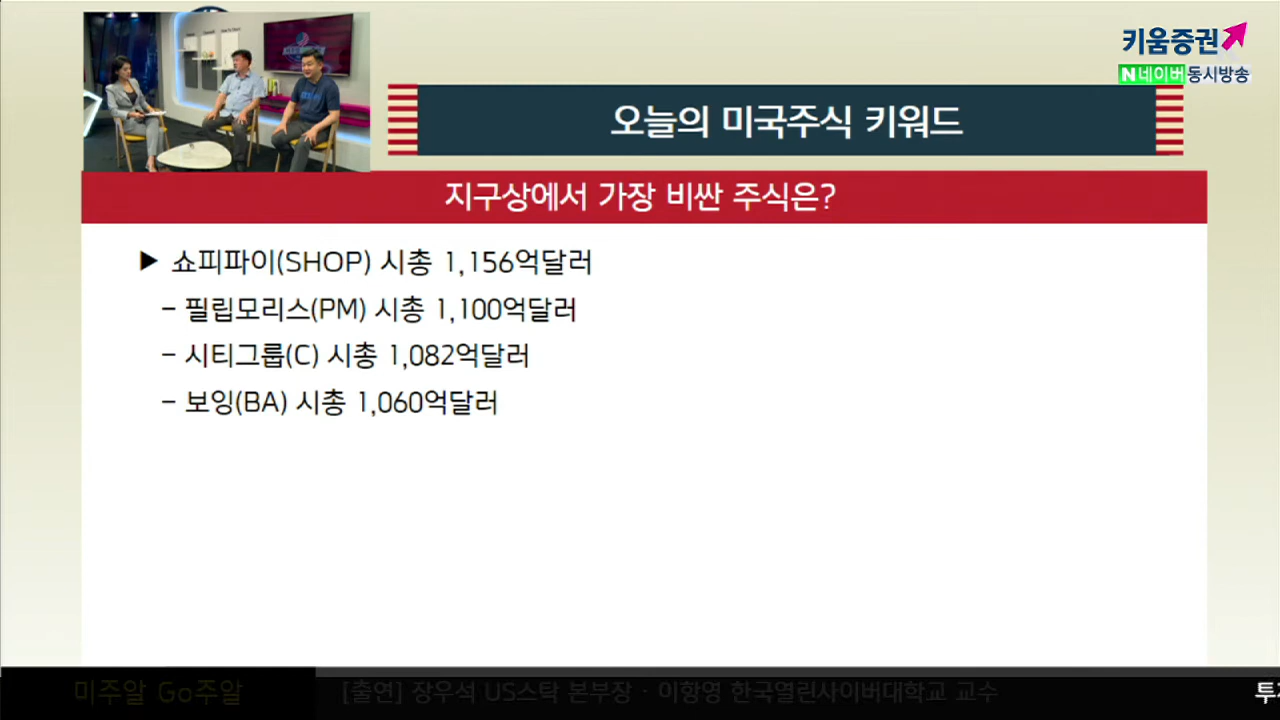 키움증권
N 네이버 동시방송
오늘의 미국주식 키워드
지구상에서 가장 비싼 주식은?
▶ 쇼피파이(SHOP) 시총 1,156억달러
- 필립모리스(PM) 시총 1,100억달러
- 시티그룹(C) 시총 1,082억달러
- 보잉(BA) 시총 1,060억달러
미주알 Go주알
[출연] 장우석 US스탁 본부장 · 이항영 한국열린사이버대학교 교수